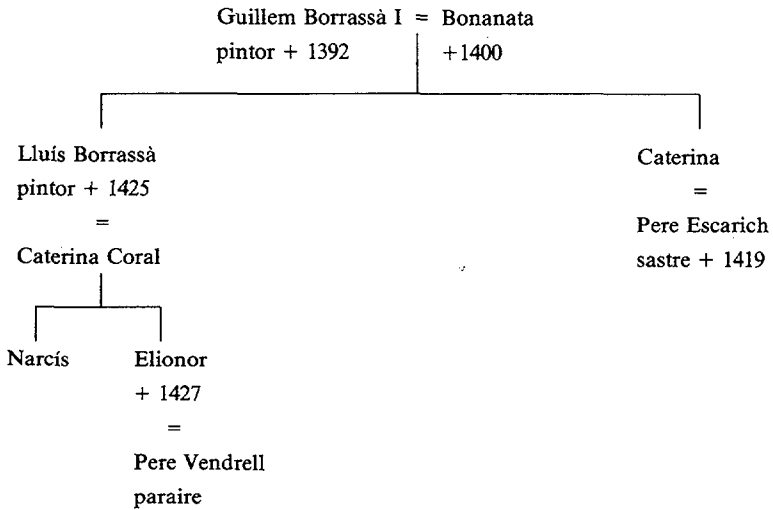 Guillem Borrassà I = Bonanata
pintor + 1392 +1400
Lluís Borrassà
pintor + 1425
=
Caterina Coral
Narcís
Elionor
+ 1427
=
Pere Vendrell
paraire
Caterina
=
Pere Escarich
sastre + 1419